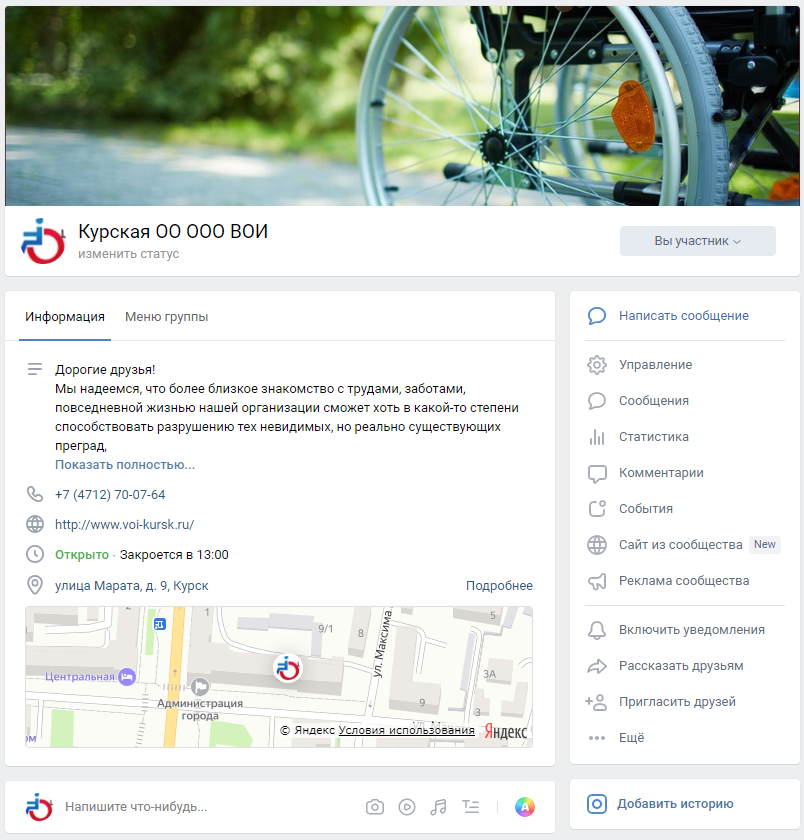 Курская ОО ООО ВОИ
изменить статус
Вы участник
Информация
Меню группы
Дорогие друзья!
Мы надеемся, что более близкое знакомство с трудами, заботами,
повседневной жизнью нашей организации сможет хоть в какой-то степени
способствовать разрушению тех невидимых, но реально существующих
преград,
Показать полностью...
+7 (4712) 70-07-64
http://www.voi-kursk.ru/
Открыто · Закроется в 13:00
улица Марата, д. 9, Курск
Подробнее
2
1
5
9/1
8
ул. Максима
Центральная
3А
Администрация
города
9
2
ул. Мара
ом
© Яндекс Условия использования
Яндекс
Напишите что-нибудь...
A
Написать сообщение
Управление
Сообщения
Статистика
Комментарии
События
Сайт из сообщества New
Реклама сообщества
Включить уведомления
Рассказать друзьям
Пригласить друзей
Ещё
Добавить историю